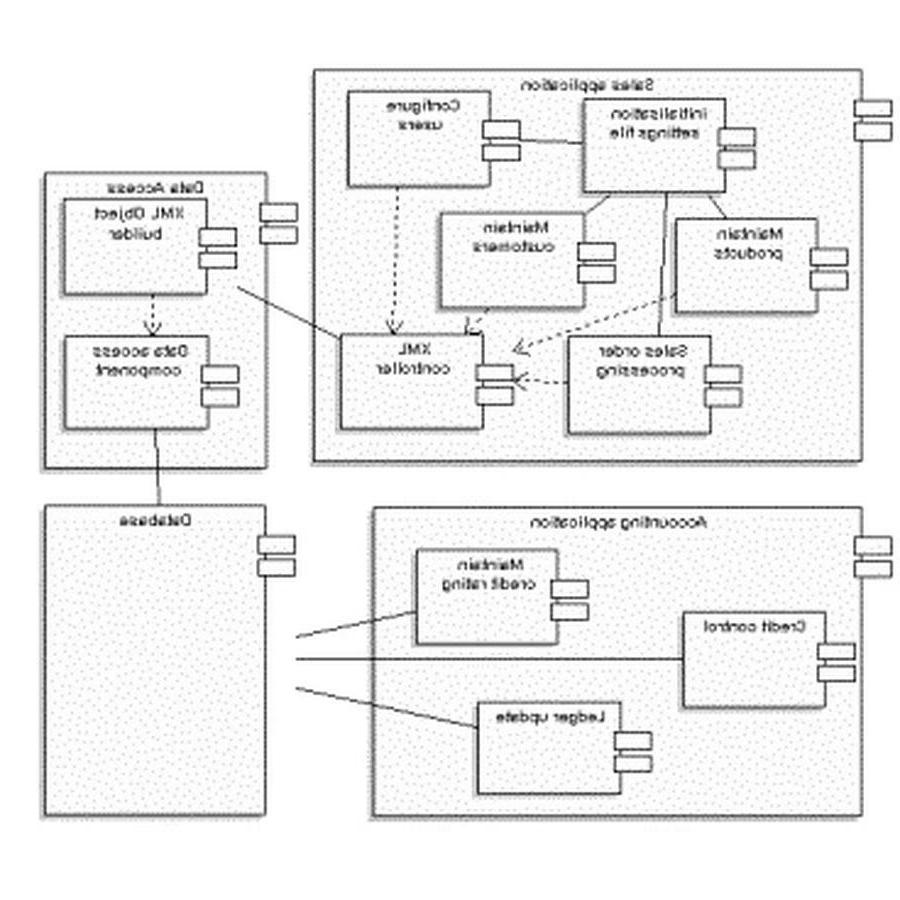 Sales application
Configure
users
initialisation
settings file
Maintain
customers
Maintain
products
XML
controller
Sales order
processing
Data Access
XML Object
builder
Data access
component
Database
Accounting application
Maintain
credit rating
Credit control
Ledger update